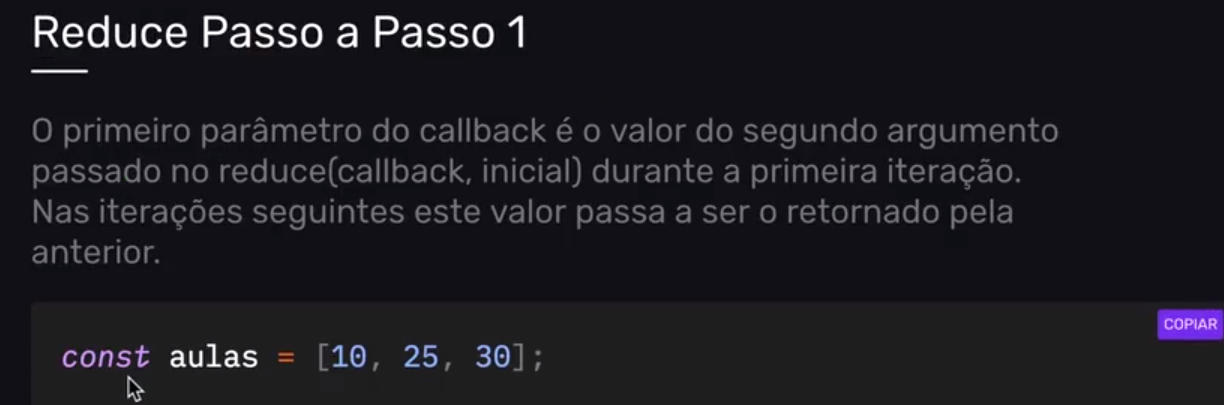 Reduce Passo a Passo 1
O primeiro parâmetro do callback é o valor do segundo argumento
passado no reduce(callback, inicial) durante a primeira iteração.
Nas iterações seguintes este valor passa a ser o retornado pela
anterior.
COPIAR
const aulas = [10, 25, 30];